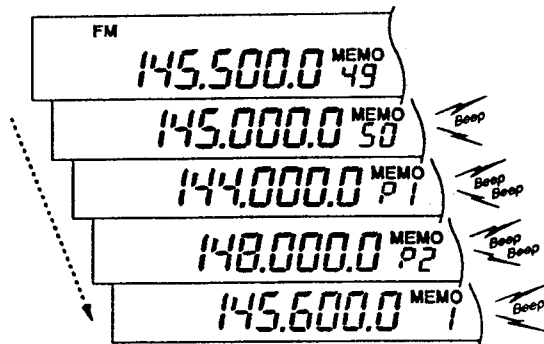 FM
145.500.0 MEMO 49
145.000.0 MEMO 50 Beep
144.000.0 MEMO P1 Beep Beep
148.000.0 MEMO P2 Beep Beep
145.600.0 MEMO 1 Beep